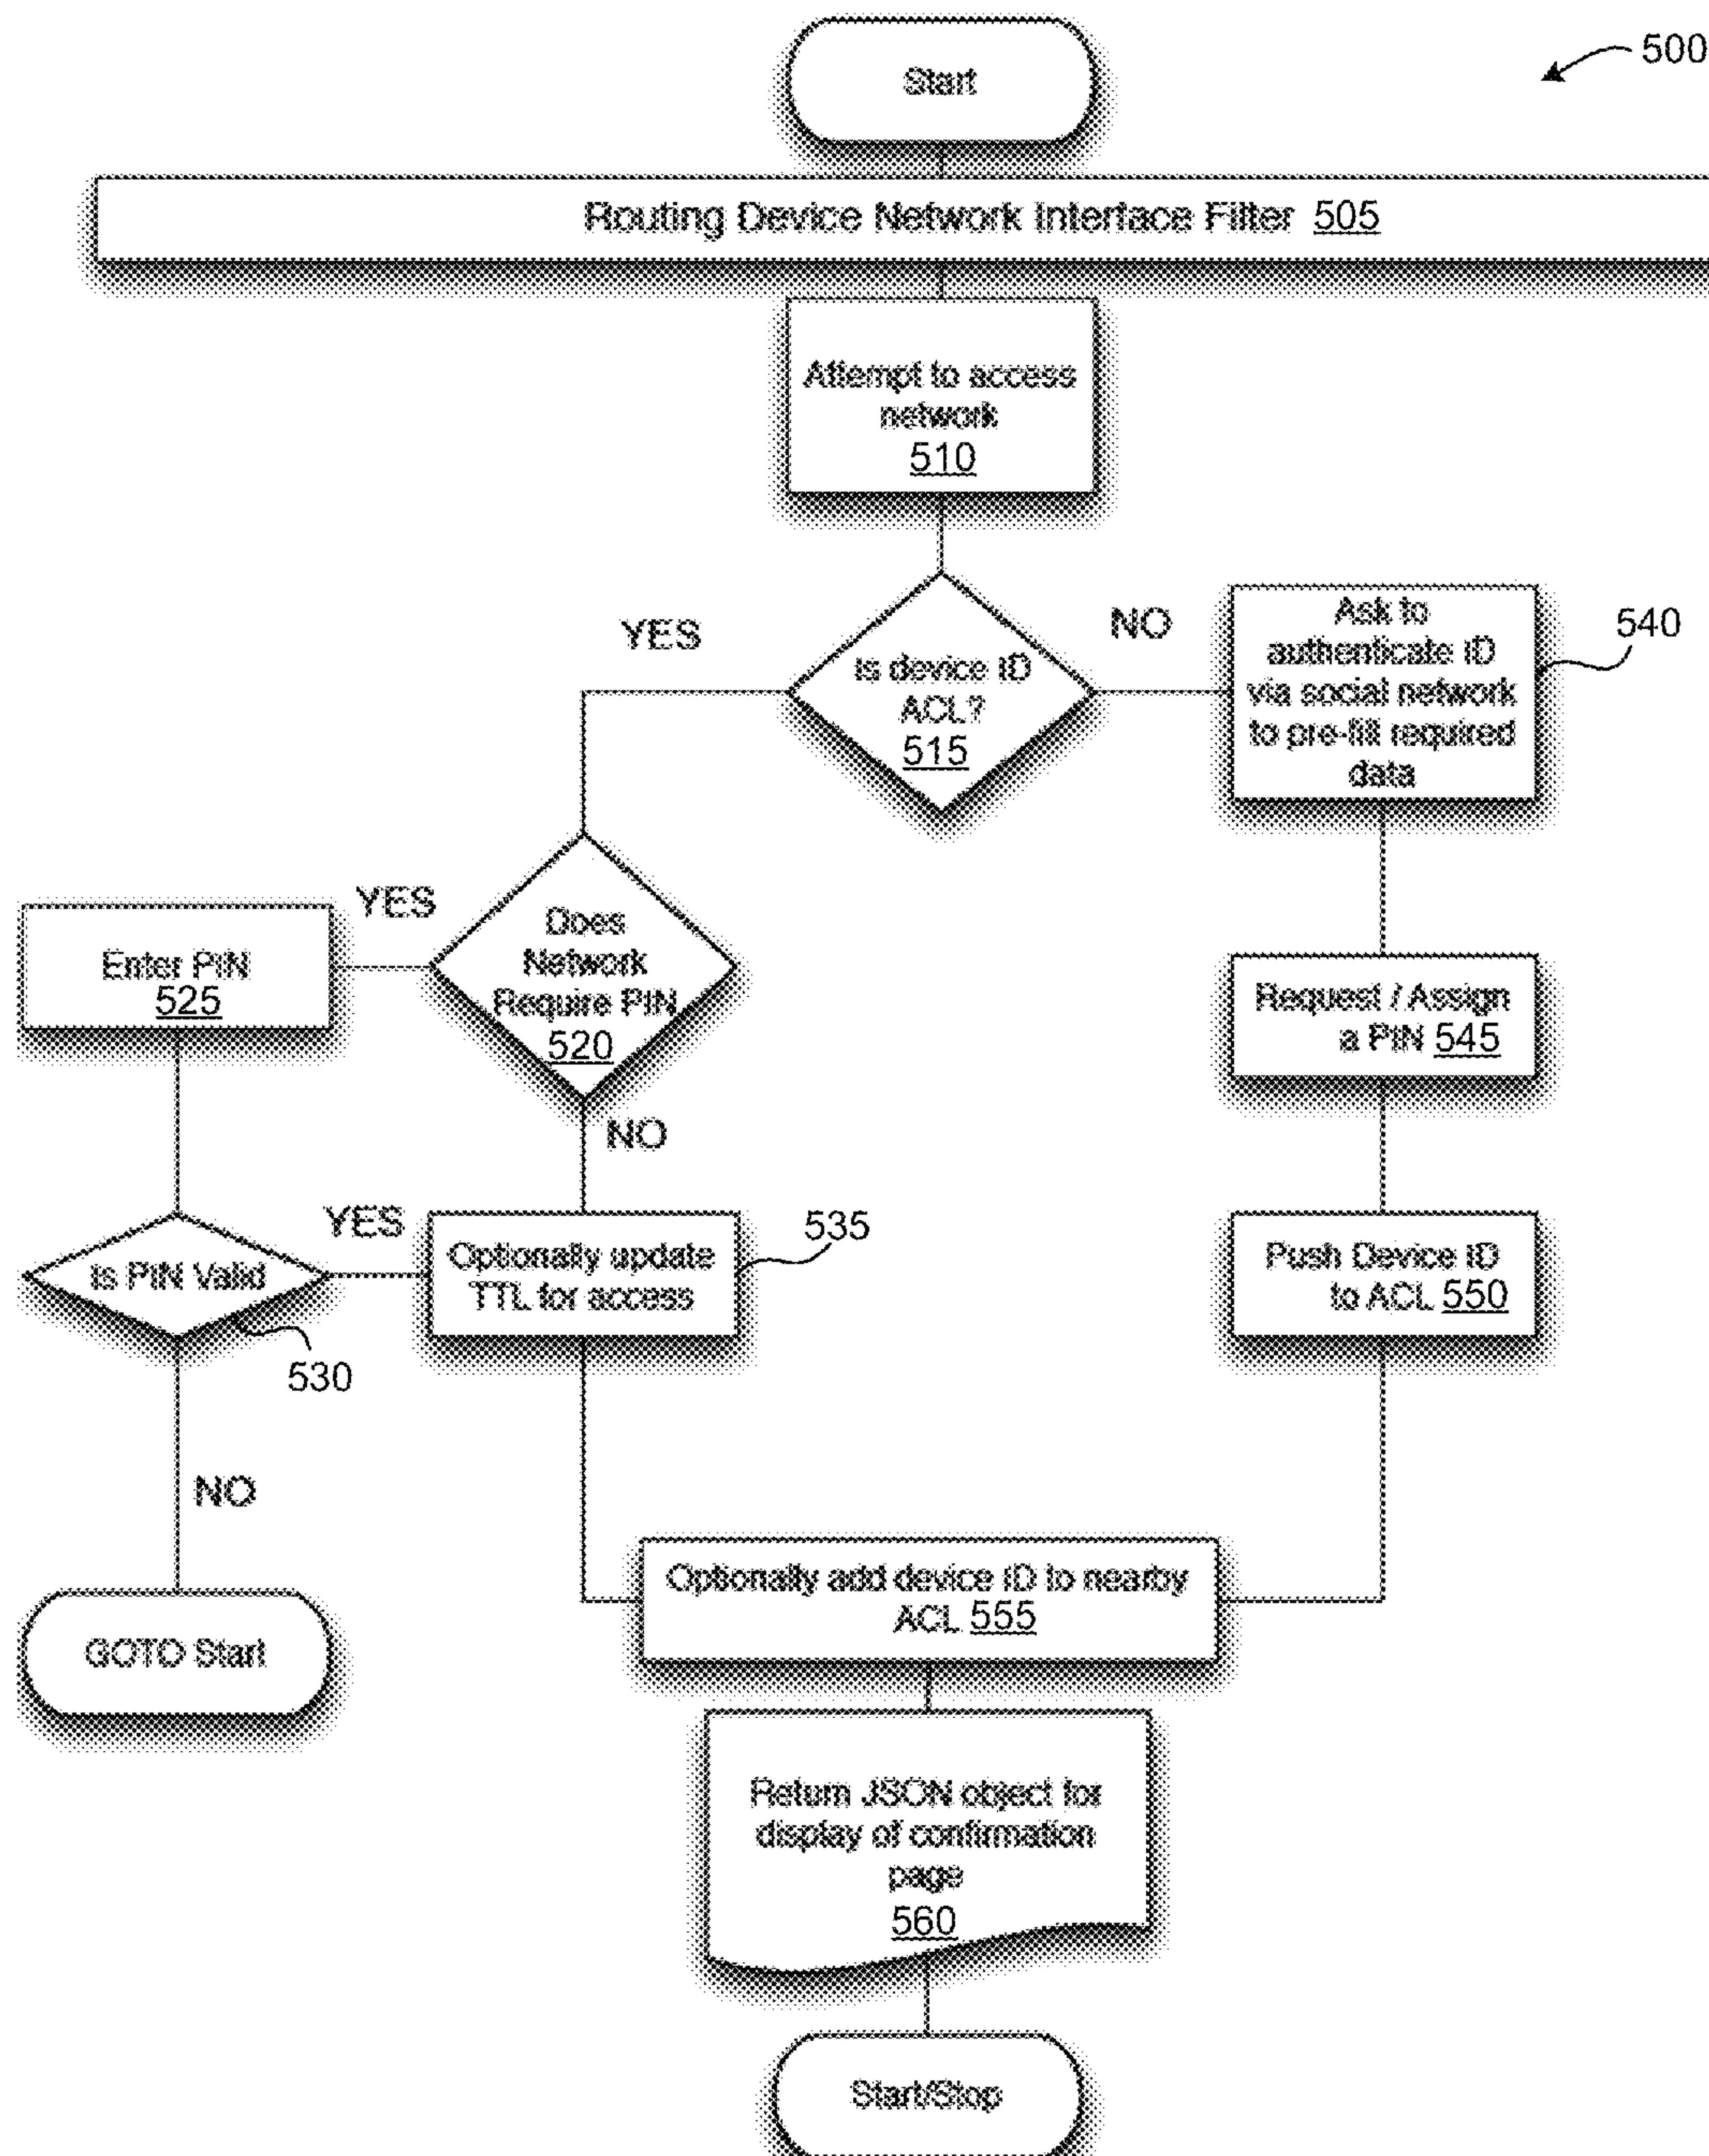 500
Start
Routing Device Network Interface Filter 505
Attempt to access
network
510
YES
NO
Is device ID
ACL?
515
Ask to
authenticate ID
via social network
to pre-fill required
data
540
YES
Does
Network
Require PIN
520
Enter PIN
525
Request / Assign
a PIN 545
NO
YES
Is PIN Valid
530
Optionally update
TTL for access
535
Push Device ID
to ACL 550
NO
GOTO Start
Optionally add device ID to nearby
ACL 555
Return JSON object for
display of confirmation
page
560
Start/Stop